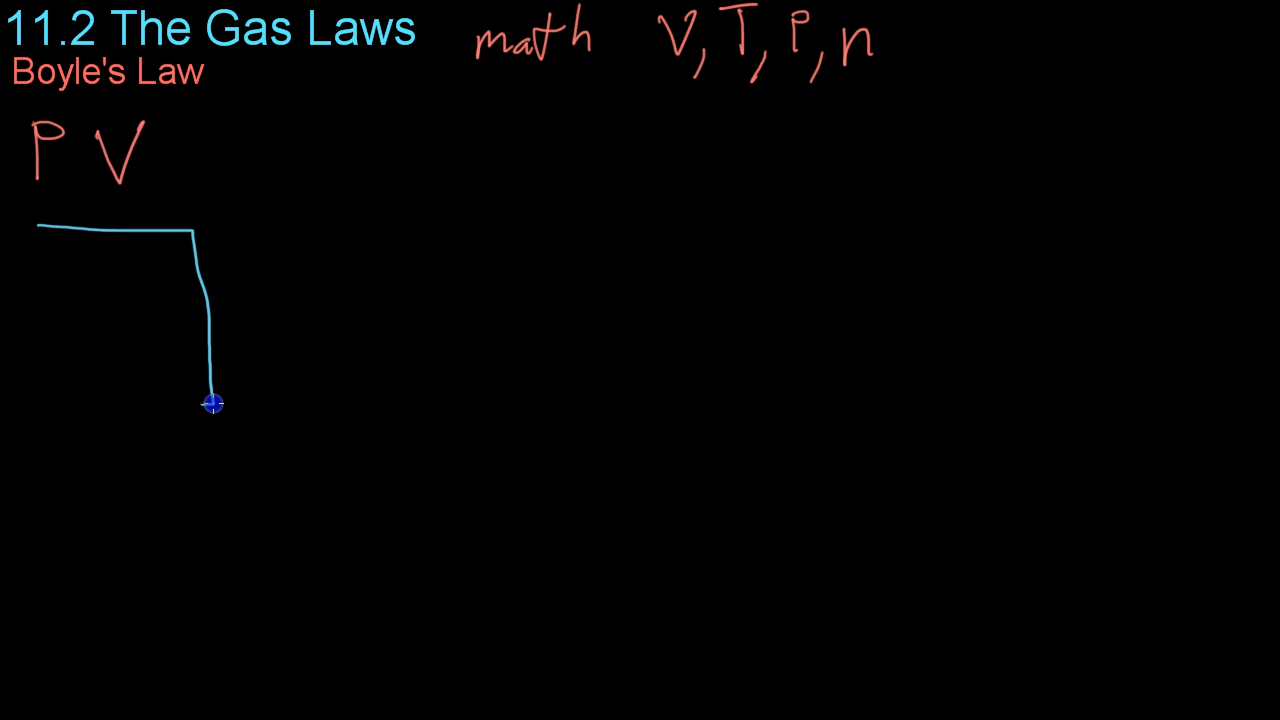 11.2 The Gas Laws math V, T, P, n
Boyle's Law
P V